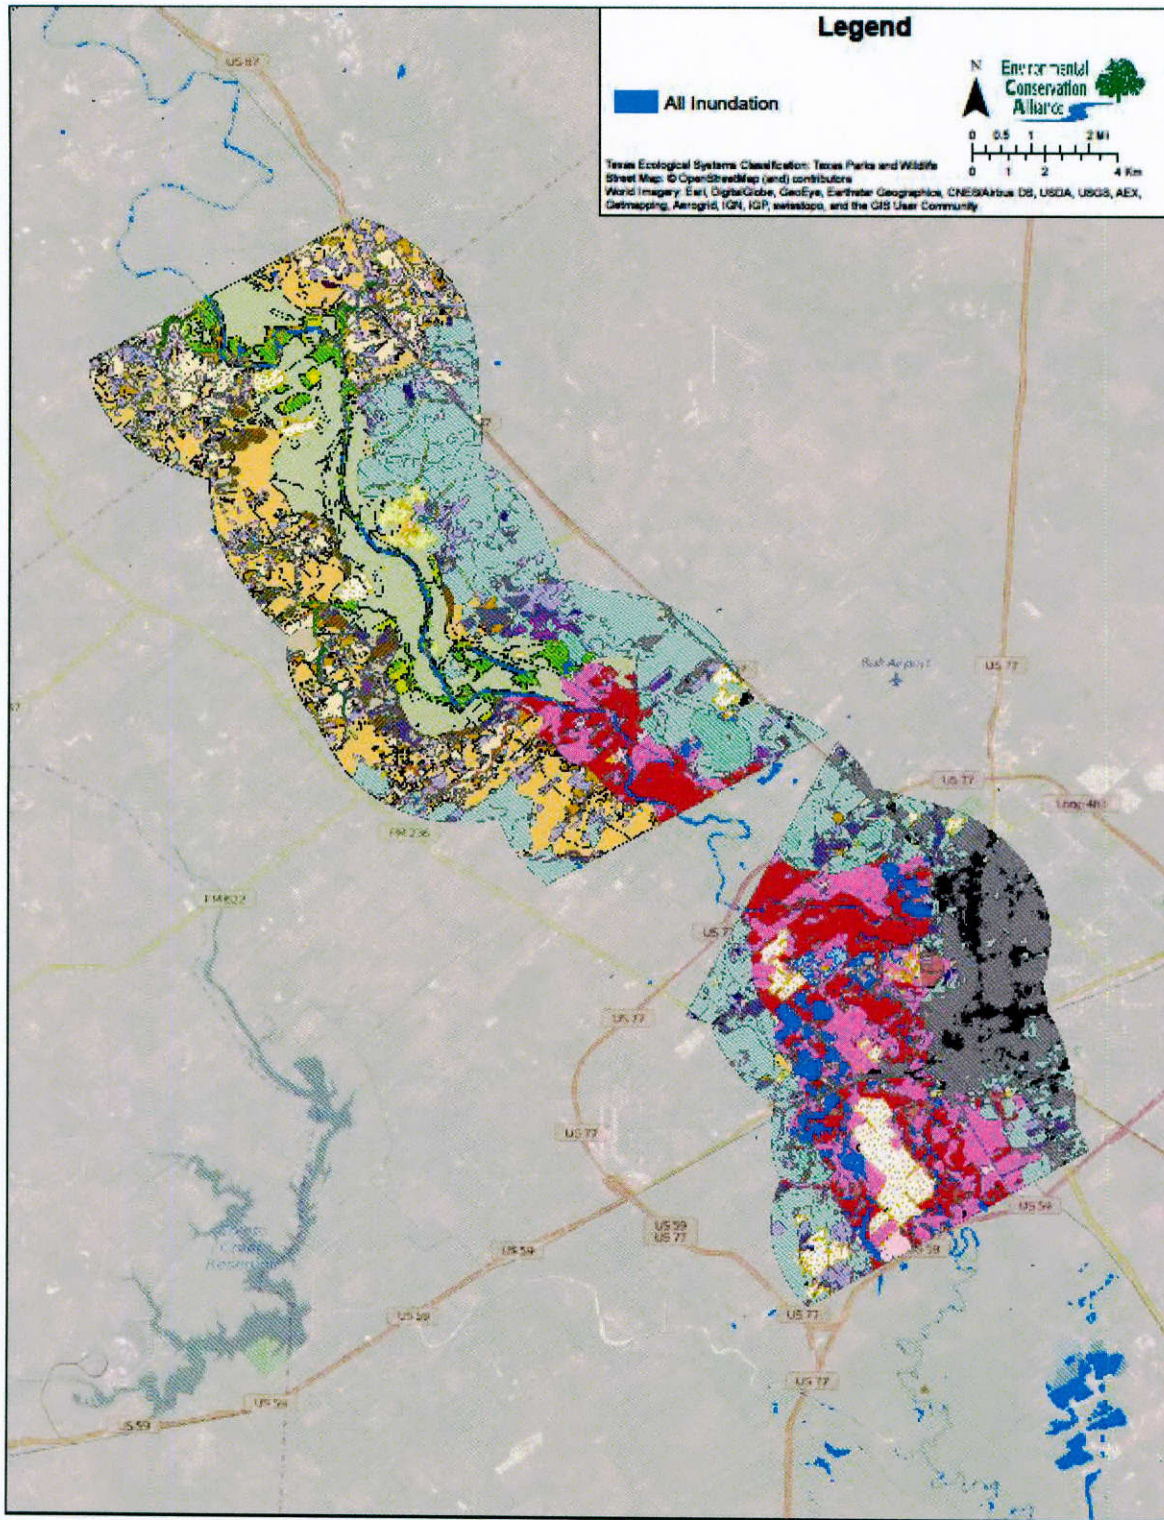 Legend
All Inundation
N
Environmental
Conservation
Alliance
0 0.5 1 2 Mi
0 1 2 4 Km
Texas Ecological Systems Classification: Texas Parks and Wildlife
Street Map: © OpenStreetMap (and) contributors
World Imagery: Esri, DigitalGlobe, GeoEye, Earthstar Geographics, CNES/Airbus DS, USDA, USGS, AEX,
Getmapping, Aerogrid, IGN, IGP, swisstopo, and the GIS User Community
US 87
US 77
US 77
FM 236
FM 622
US 77
US 77
US 77
US 59
US 77
US 59
US 59
US 59
US 59
US 77
US 77
US 59
US 59